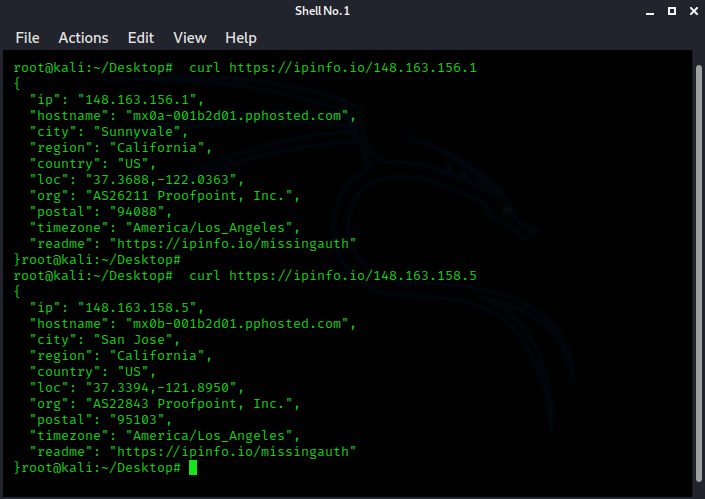 Shell No. 1
File Actions Edit View Help
root@kali:~/Desktop# curl https://ipinfo.io/148.163.156.1
{
  "ip": "148.163.156.1",
  "hostname": "mx0a-001b2d01.pphosted.com",
  "city": "Sunnyvale",
  "region": "California",
  "country": "US",
  "loc": "37.3688,-122.0363",
  "org": "AS26211 Proofpoint, Inc.",
  "postal": "94088",
  "timezone": "America/Los_Angeles",
  "readme": "https://ipinfo.io/missingauth"
}root@kali:~/Desktop#
root@kali:~/Desktop# curl https://ipinfo.io/148.163.158.5
{
  "ip": "148.163.158.5",
  "hostname": "mx0b-001b2d01.pphosted.com",
  "city": "San Jose",
  "region": "California",
  "country": "US",
  "loc": "37.3394,-121.8950",
  "org": "AS22843 Proofpoint, Inc.",
  "postal": "95103",
  "timezone": "America/Los_Angeles",
  "readme": "https://ipinfo.io/missingauth"
}root@kali:~/Desktop#